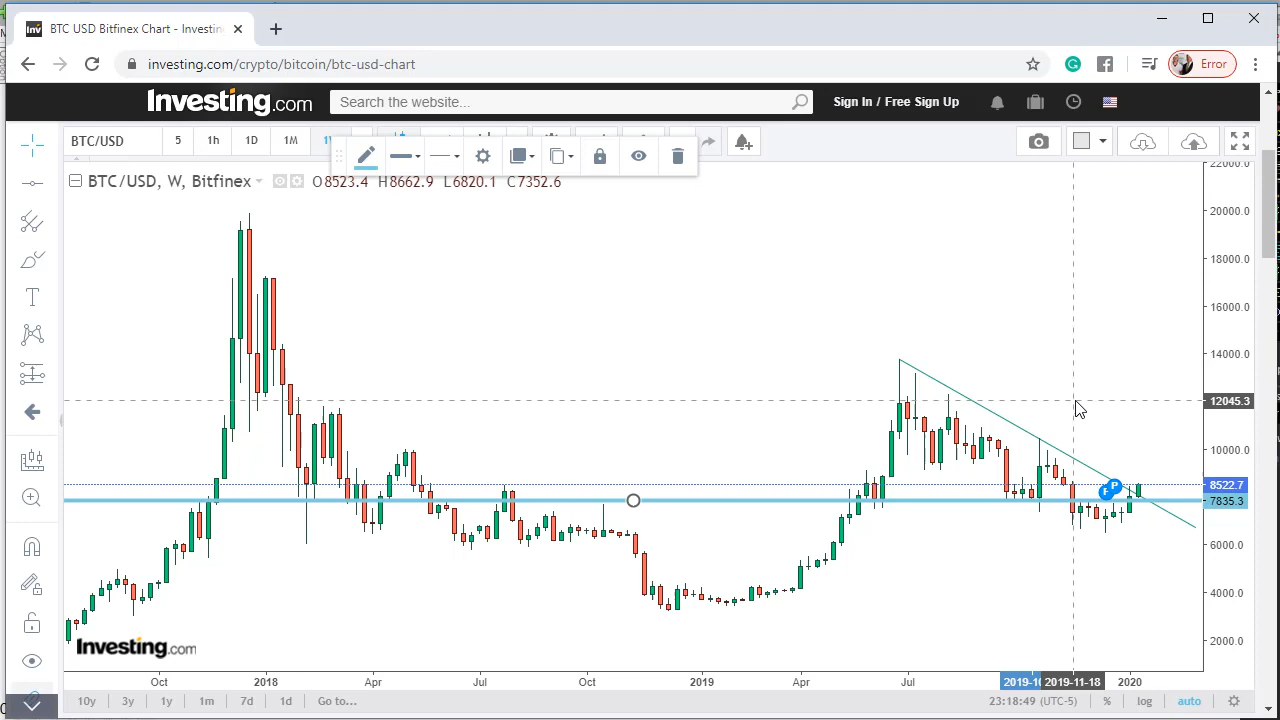 Inv BTC USD Bitfinex Chart - Investin
investing.com/crypto/bitcoin/btc-usd-chart
Error
Investing.com
Search the website...
Sign In / Free Sign Up
BTC/USD 5 1h 1D 1M
BTC/USD, W, Bitfinex O8523.4 H8662.9 L6820.1 C7352.6
22000.0
20000.0
18000.0
16000.0
14000.0
12045.3
10000.0
8522.7
P
7835.3
6000.0
4000.0
2000.0
Investing.com
Oct 2018 Apr Jul Oct 2019 Apr Jul 2019-10 2019-11-18 2020
10y 3y 1y 1m 7d 1d Go to... 23:18:49 (UTC-5) % log auto